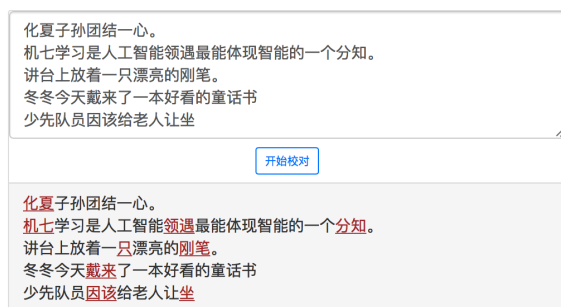 化夏子孙团结一心。
机七学习是人工智能领遇最能体现智能的一个分知。
讲台上放着一只漂亮的刚笔。
冬冬今天戴来了一本好看的童话书
少先队员因该给老人让坐
开始校对
化夏子孙团结一心。
机七学习是人工智能领遇最能体现智能的一个分知。
讲台上放着一只漂亮的刚笔。
冬冬今天戴来了一本好看的童话书
少先队员因该给老人让坐